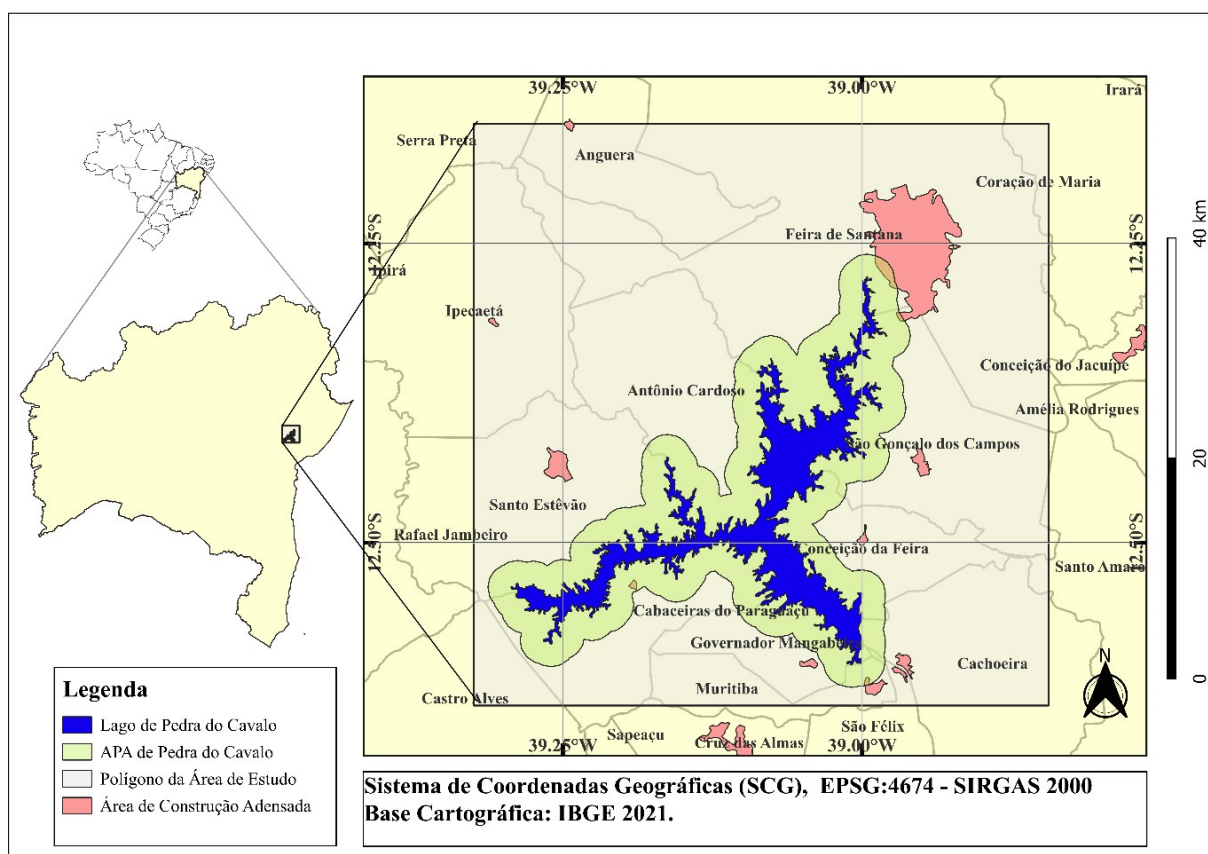 39.25°W
39.00°W
Irará
Serra Preta
Anguera
Coração de Maria
Feira de Santana
12.25°S
12.25°S
Ipirá
Ipecaetá
40 km
Conceição do Jacuípe
Antônio Cardoso
Amélia Rodrigues
São Gonçalo dos Campos
20
Santo Estêvão
Rafael Jambeiro
12.50°S
12.50°S
Conceição da Feira
Santo Amaro
Cabaceiras do Paraguaçu
Governador Mangabeira
Cachoeira
N
Muritiba
Castro Alves
São Félix
0
Sapeaçu
Cruz das Almas
39.25°W
39.00°W
Legenda
Lago de Pedra do Cavalo
APA de Pedra do Cavalo
Polígono da Área de Estudo
Área de Construção Adensada
Sistema de Coordenadas Geográficas (SCG), EPSG:4674 - SIRGAS 2000
Base Cartográfica: IBGE 2021.